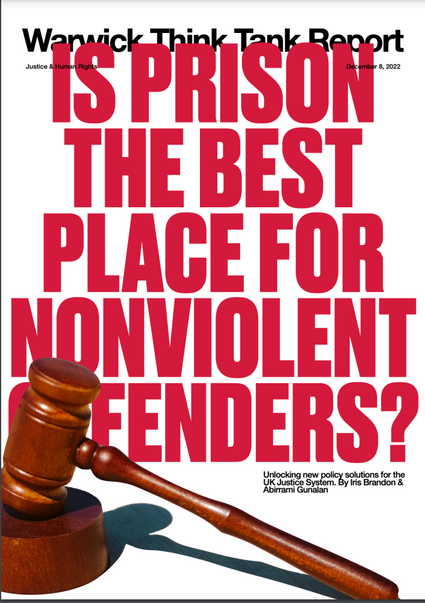 Warwick Think Tank Report
Justice & Human Rights
December 8, 2022
IS PRISON
THE BEST
PLACE FOR
NONVIOLENT
OFFENDERS?
Unlocking new policy solutions for the
UK Justice System. By Iris Brandon &
Abirrami Gunalan